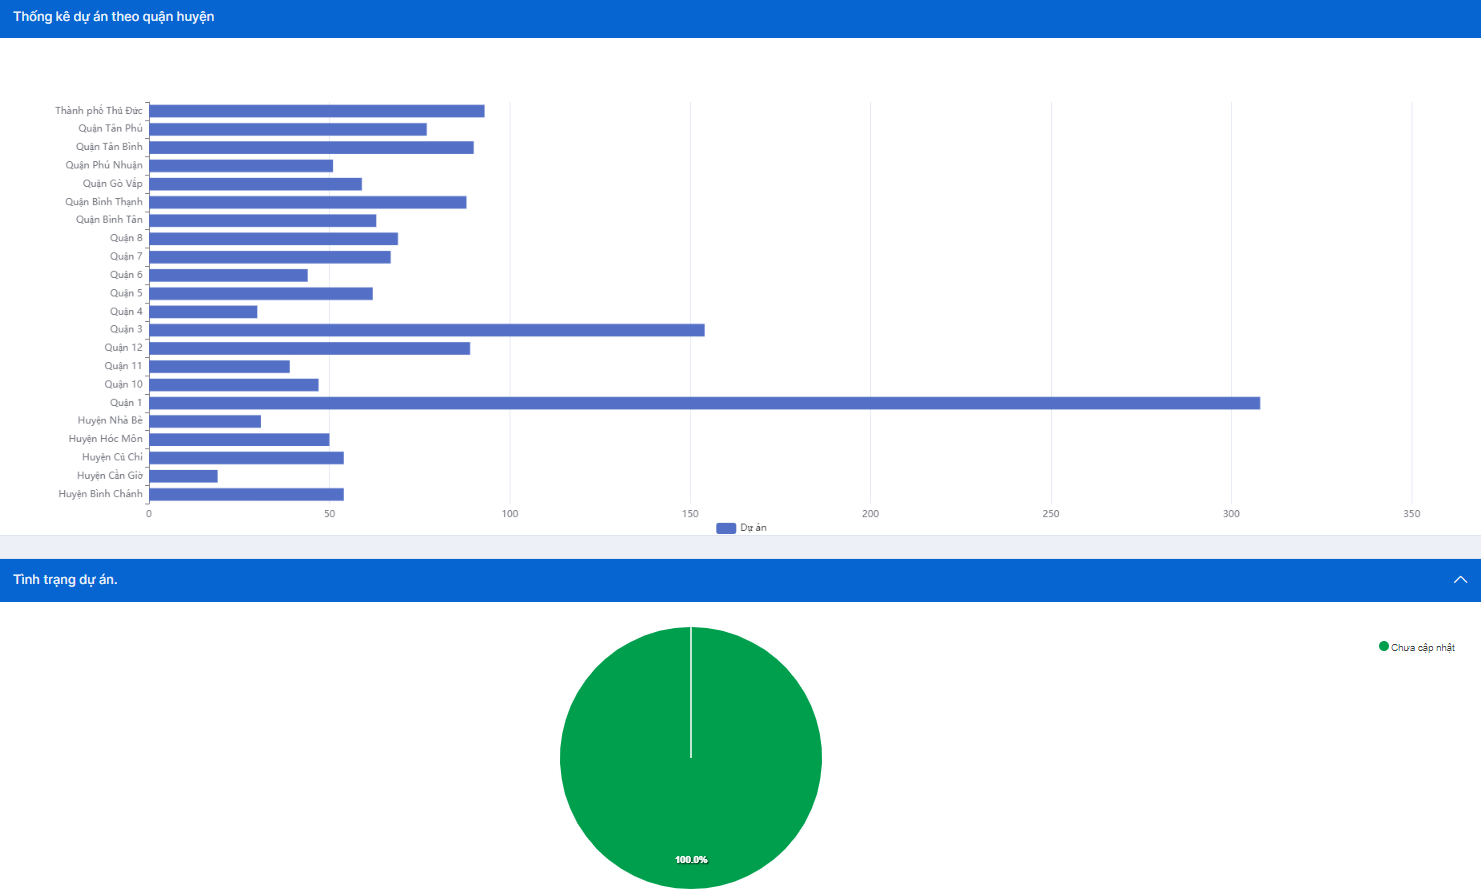 Thống kê dự án theo quận huyện
Thành phố Thủ Đức
Quận Tân Phú
Quận Tân Bình
Quận Phú Nhuận
Quận Gò Vấp
Quận Bình Thạnh
Quận Bình Tân
Quận 8
Quận 7
Quận 6
Quận 5
Quận 4
Quận 3
Quận 12
Quận 11
Quận 10
Quận 1
Huyện Nhà Bè
Huyện Hóc Môn
Huyện Củ Chi
Huyện Cần Giờ
Huyện Bình Chánh
0 50 100 150 200 250 300 350
Dự án
Tình trạng dự án.
Chưa cập nhật
100.0%